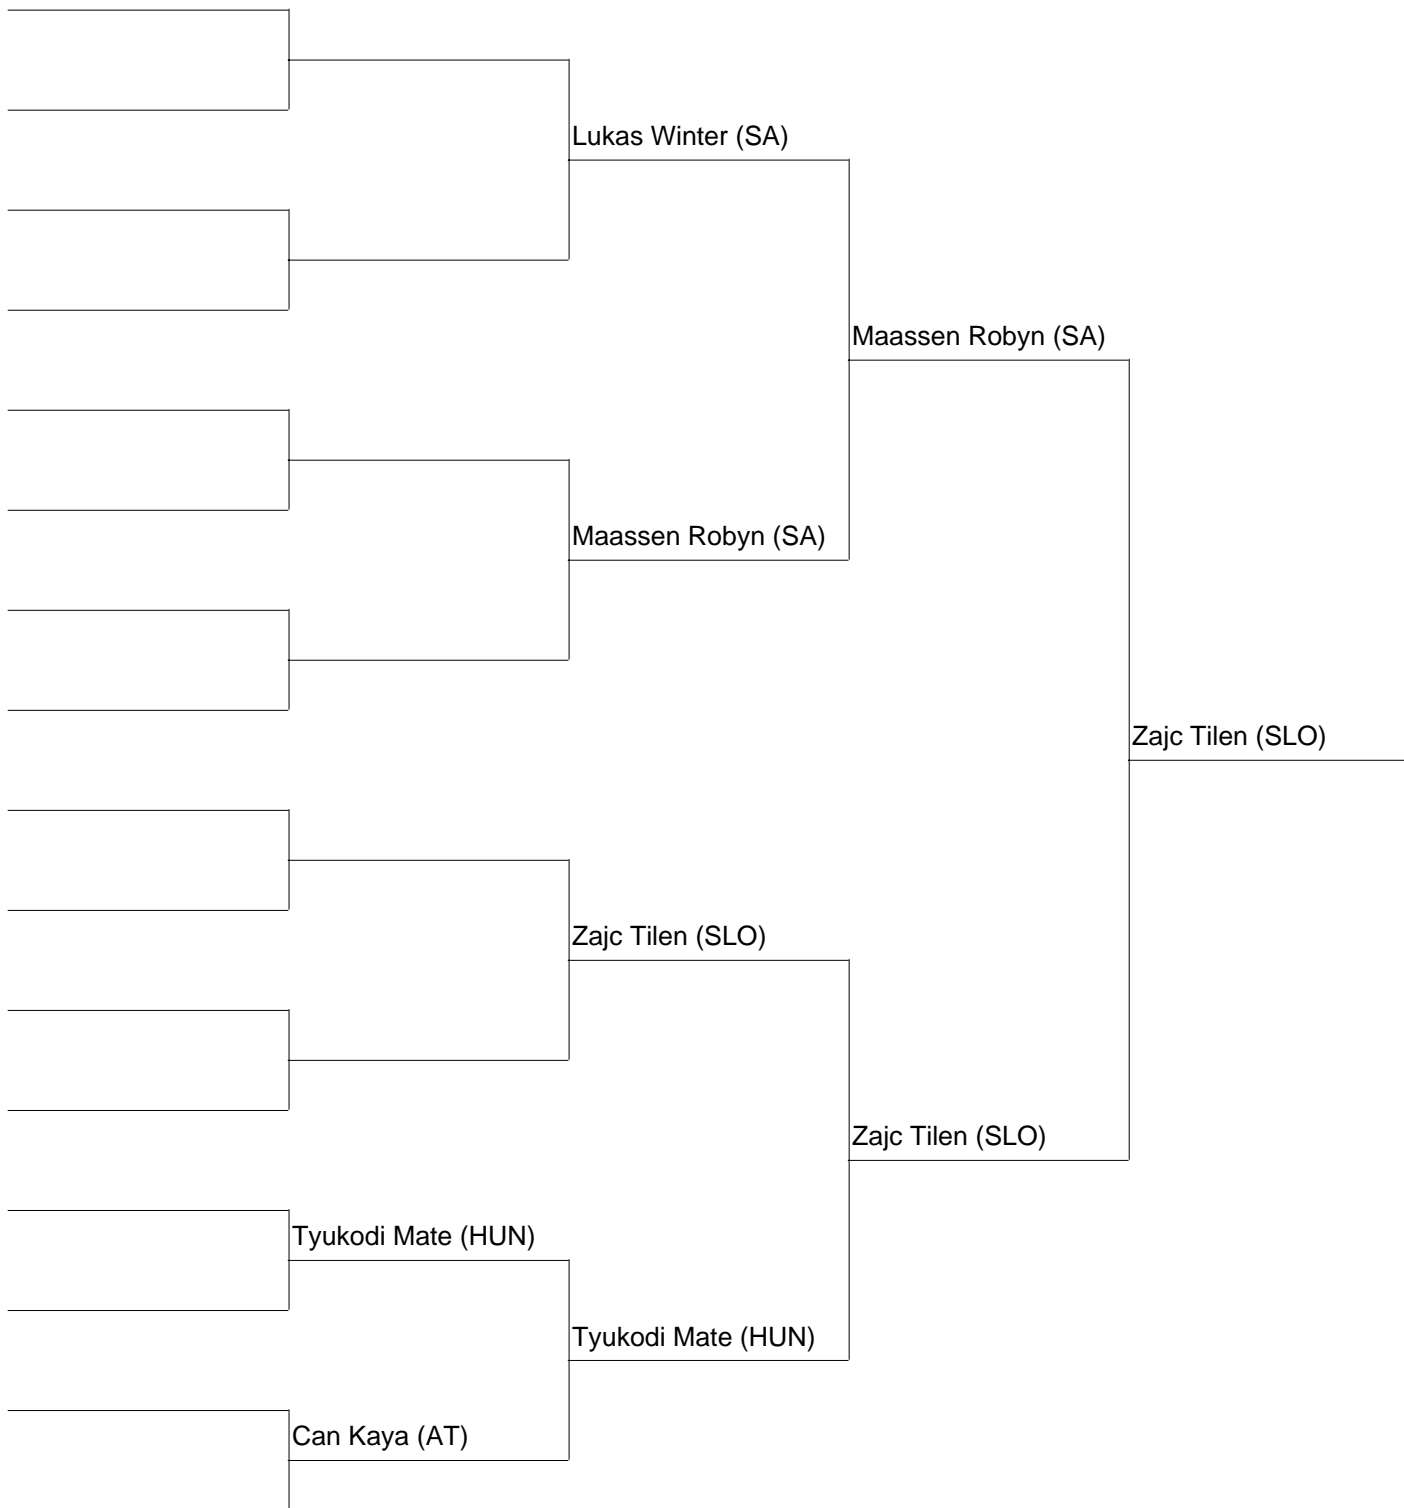 Lukas Winter (SA)
Maassen Robyn (SA)
Maassen Robyn (SA)
Zajc Tilen (SLO)
Zajc Tilen (SLO)
Zajc Tilen (SLO)
Tyukodi Mate (HUN)
Tyukodi Mate (HUN)
Can Kaya (AT)